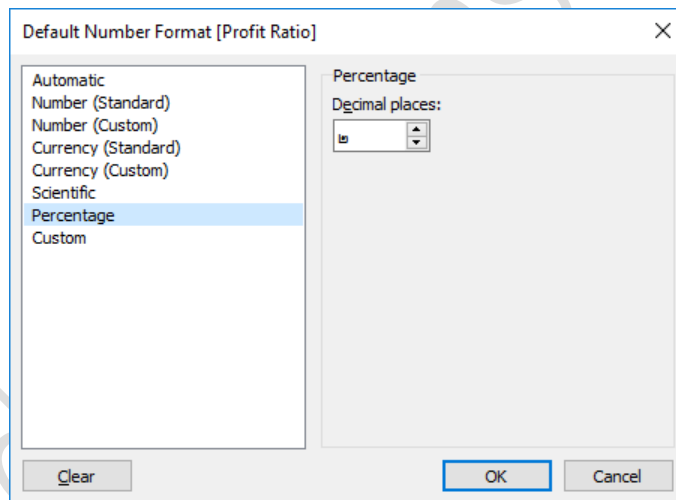 Default Number Format [Profit Ratio]
Automatic
Number (Standard)
Number (Custom)
Currency (Standard)
Currency (Custom)
Scientific
Percentage
Custom
Percentage
Decimal places:
๒
Clear
OK
Cancel